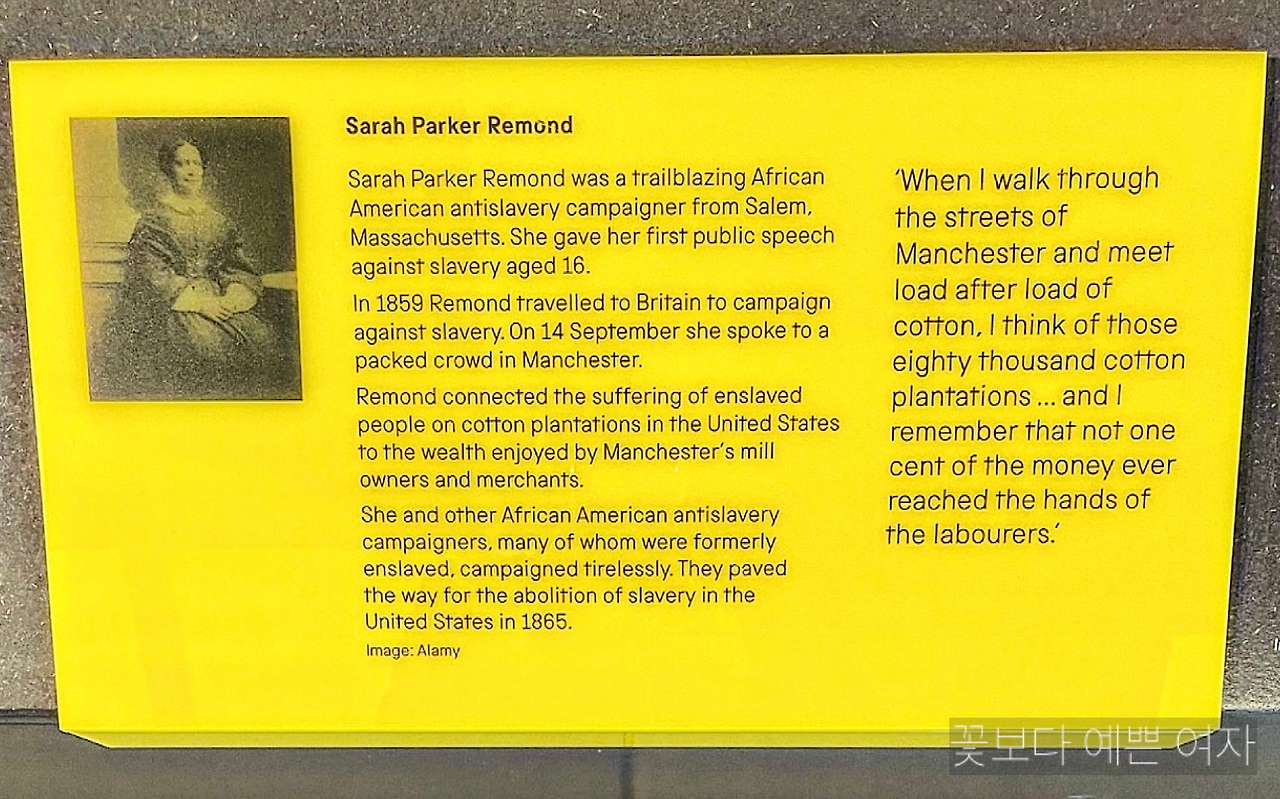 Sarah Parker Remond
Sarah Parker Remond was a trailblazing African
American antislavery campaigner from Salem,
Massachusetts. She gave her first public speech
against slavery aged 16.
In 1859 Remond travelled to Britain to campaign
against slavery. On 14 September she spoke to a
packed crowd in Manchester.
Remond connected the suffering of enslaved
people on cotton plantations in the United States
to the wealth enjoyed by Manchester's mill
owners and merchants.
She and other African American antislavery
campaigners, many of whom were formerly
enslaved, campaigned tirelessly. They paved
the way for the abolition of slavery in the
United States in 1865.
Image: Alamy
'When I walk through
the streets of
Manchester and meet
load after load of
cotton, I think of those
eighty thousand cotton
plantations ... and I
remember that not one
cent of the money ever
reached the hands of
the labourers.'
꽃보다 예쁜 여자